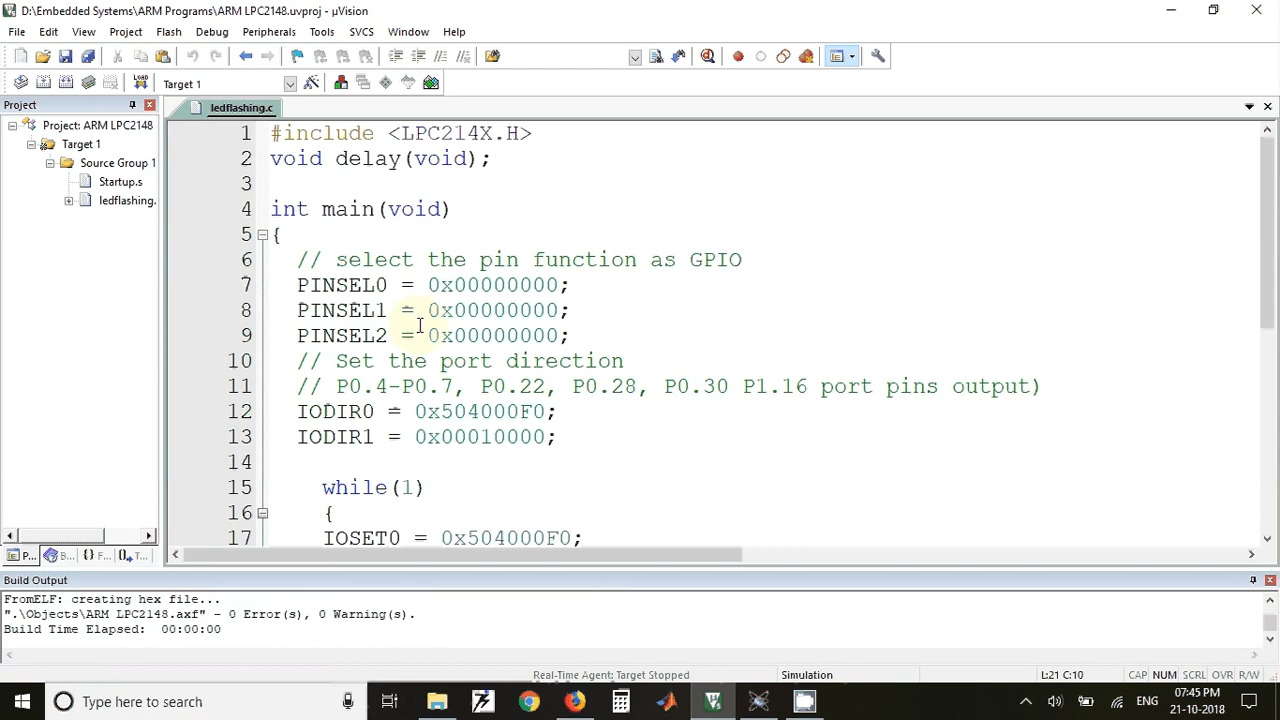 D:\Embedded Systems\ARM Programs\ARM LPC2148.uvproj - µVision
File Edit View Project Flash Debug Peripherals Tools SVCS Window Help
LOAD Target 1
Project
Project: ARM LPC2148
Target 1
Source Group 1
Startup.s
ledflashing.
P... B... {} F... T...
ledflashing.c
1 #include <LPC214X.H>
2 void delay(void);
3
4 int main(void)
5 {
6 // select the pin function as GPIO
7 PINSEL0 = 0x00000000;
8 PINSEL1 = 0x00000000;
9 PINSEL2 = 0x00000000;
10 // Set the port direction
11 // P0.4-P0.7, P0.22, P0.28, P0.30 P1.16 port pins output)
12 IODIR0 = 0x504000F0;
13 IODIR1 = 0x00010000;
14
15 while(1)
16 {
17 IOSET0 = 0x504000F0;
Build Output
FromELF: creating hex file...
".\Objects\ARM LPC2148.axf" - 0 Error(s), 0 Warning(s).
Build Time Elapsed: 00:00:00
Real-Time Agent: Target Stopped Simulation L:21 C:10 CAP NUM SCRL OVR R/W
Type here to search
ENG
07:45 PM
21-10-2018